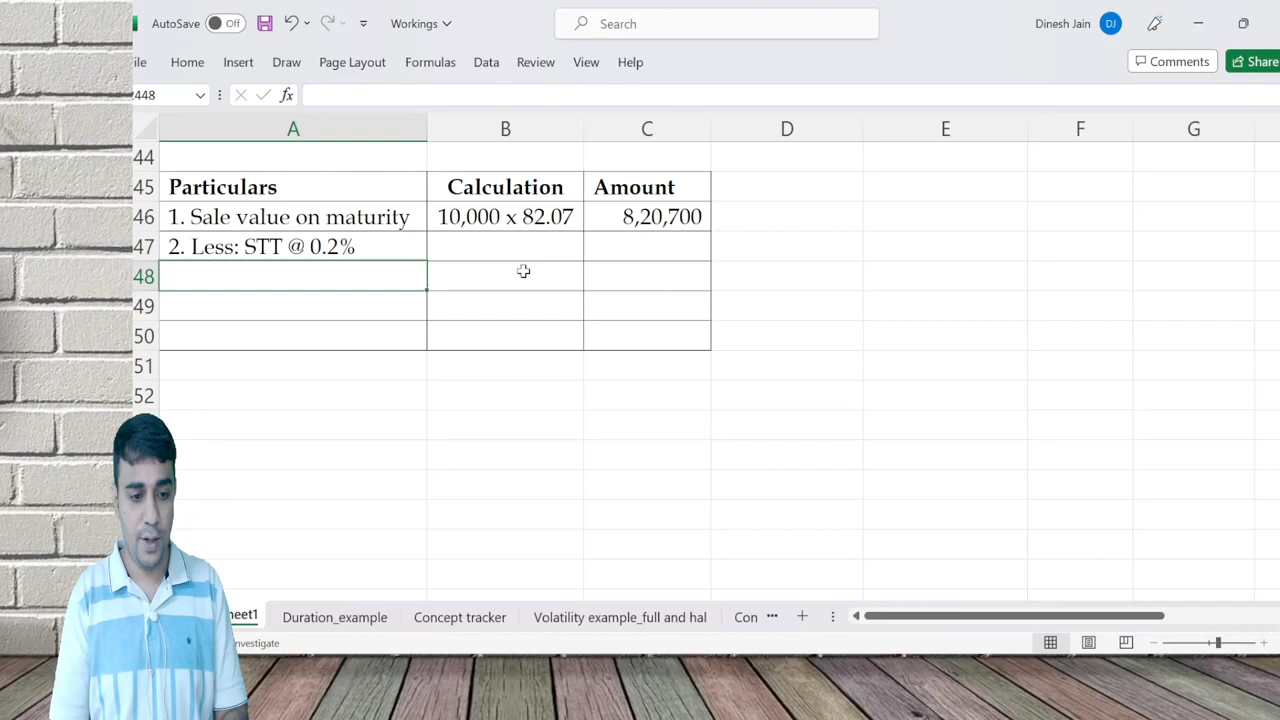 AutoSave Off Workings Search Dinesh Jain DJ
ile Home Insert Draw Page Layout Formulas Data Review View Help Comments Share
448 fx
A B C D E F G
44
45 Particulars Calculation Amount
46 1. Sale value on maturity 10,000 x 82.07 8,20,700
47 2. Less: STT @ 0.2%
48
49
50
51
52
heet1 Duration_example Concept tracker Volatility example_full and hal Con
nvestigate